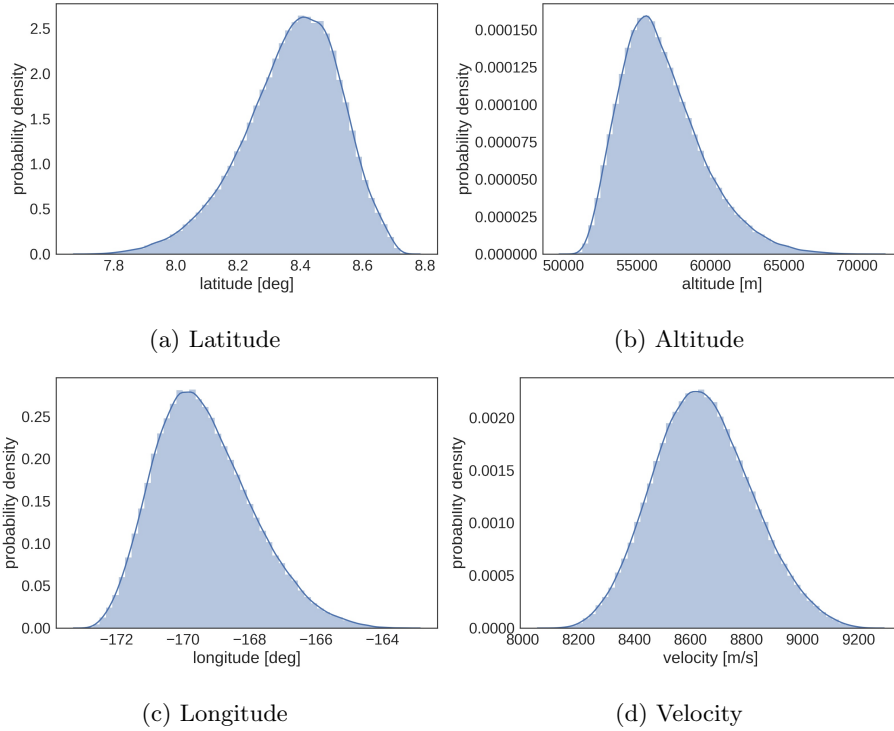 probability density
2.5
2.0
1.5
1.0
0.5
0.0
7.8 8.0 8.2 8.4 8.6 8.8
latitude [deg]
(a) Latitude
probability density
0.000150
0.000125
0.000100
0.000075
0.000050
0.000025
0.000000
50000 55000 60000 65000 70000
altitude [m]
(b) Altitude
probability density
0.25
0.20
0.15
0.10
0.05
0.00
−172 −170 −168 −166 −164
longitude [deg]
(c) Longitude
probability density
0.0020
0.0015
0.0010
0.0005
0.0000
8000 8200 8400 8600 8800 9000 9200
velocity [m/s]
(d) Velocity